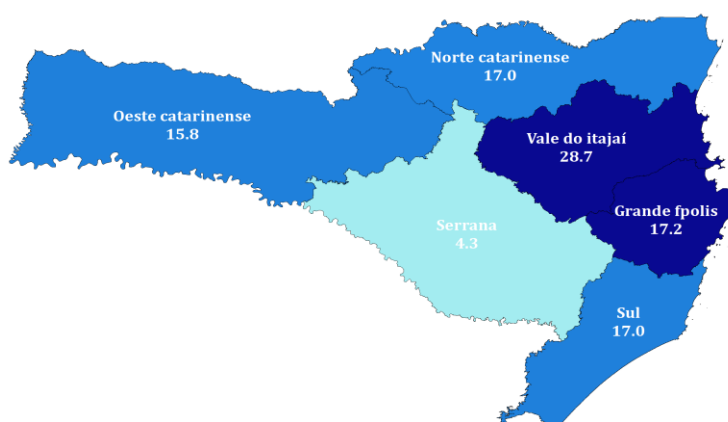 Norte catarinense
17.0
Oeste catarinense
15.8
Vale do itajaí
28.7
Grande fpolis
17.2
Serrana
4.3
Sul
17.0